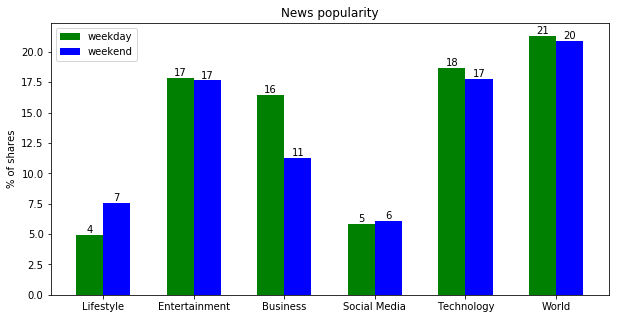 News popularity
weekday
weekend
% of shares
20.0
17.5
15.0
12.5
10.0
7.5
5.0
2.5
0.0
4
7
17
17
16
11
5
6
18
17
21
20
Lifestyle
Entertainment
Business
Social Media
Technology
World